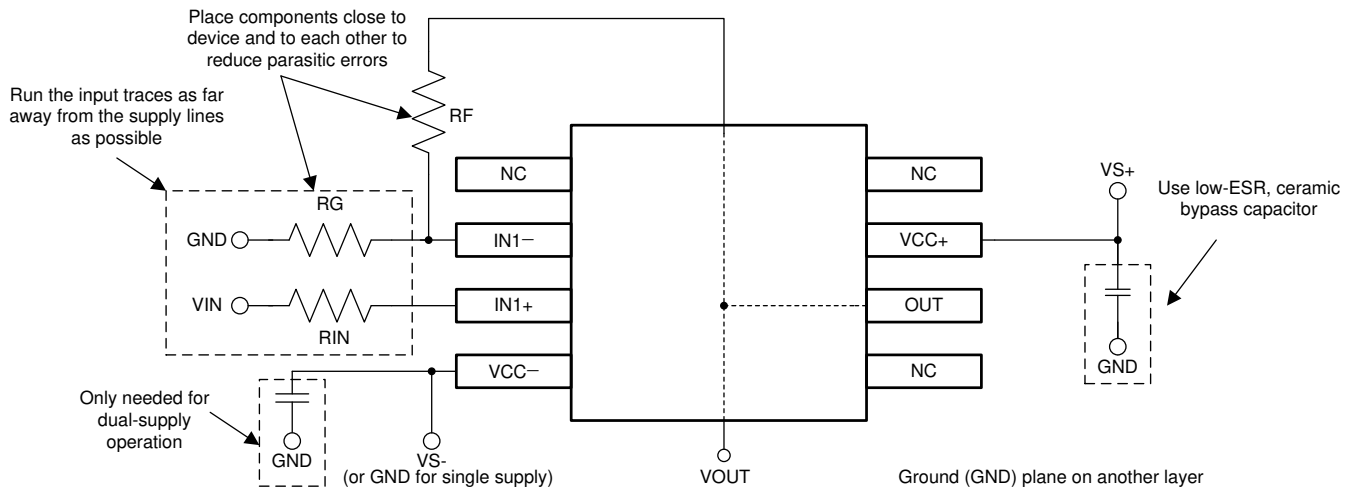 Place components close to
device and to each other to
reduce parasitic errors
Run the input traces as far
away from the supply lines
as possible
RF
NC
NC
VS+
Use low-ESR, ceramic
bypass capacitor
RG
GND
IN1−
VCC+
VIN
IN1+
OUT
RIN
GND
VCC−
NC
Only needed for
dual-supply
operation
GND
VS-
(or GND for single supply)
VOUT
Ground (GND) plane on another layer